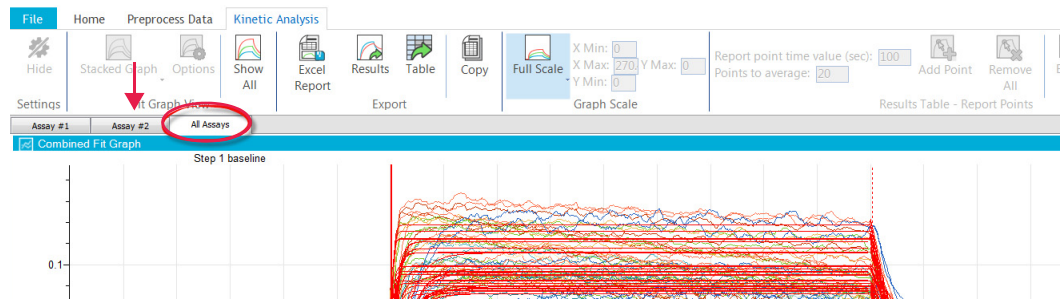 File Home Preprocess Data Kinetic Analysis
Hide Stacked Graph Options Show All Excel Report Results Table Copy Full Scale
X Min: 0
X Max: 270. Y Max: 0
Y Min: 0
Report point time value (sec): 100
Points to average: 20
Add Point Remove All
Settings Fit Graph View Export Graph Scale Results Table - Report Points
Assay #1 Assay #2 All Assays
Combined Fit Graph
Step 1 baseline
0.1